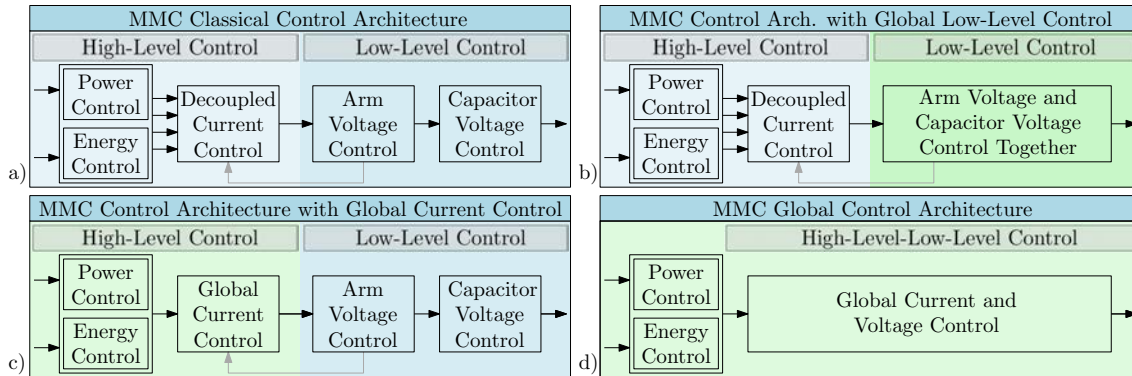 MMC Classical Control Architecture
High-Level Control
Low-Level Control
Power
Control
Energy
Control
Decoupled
Current
Control
Arm
Voltage
Control
Capacitor
Voltage
Control
a)
MMC Control Arch. with Global Low-Level Control
High-Level Control
Low-Level Control
Power
Control
Energy
Control
Decoupled
Current
Control
Arm Voltage and
Capacitor Voltage
Control Together
b)
MMC Control Architecture with Global Current Control
High-Level Control
Low-Level Control
Power
Control
Energy
Control
Global
Current
Control
Arm
Voltage
Control
Capacitor
Voltage
Control
c)
MMC Global Control Architecture
High-Level-Low-Level Control
Power
Control
Energy
Control
Global Current and
Voltage Control
d)